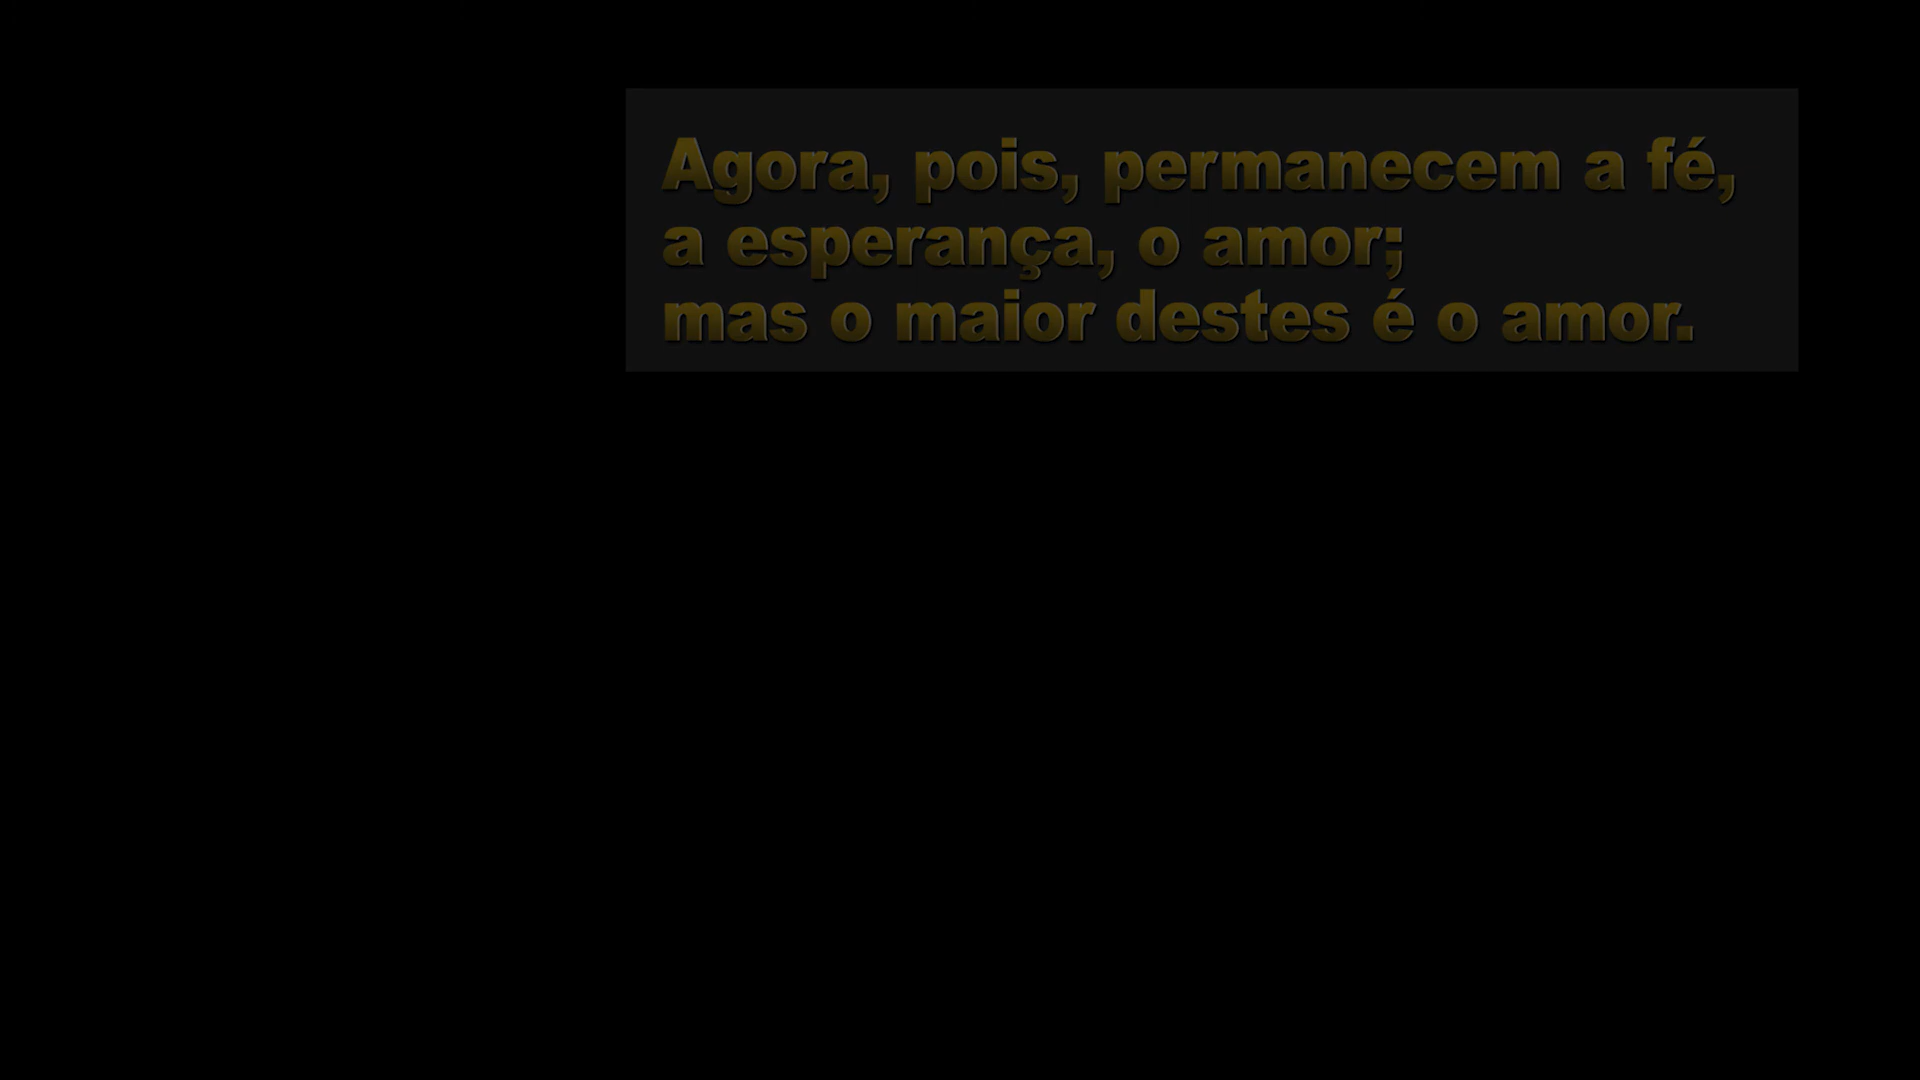 Agora, pois, permanecem a fé,
a esperança, o amor;
mas o maior destes é o amor.